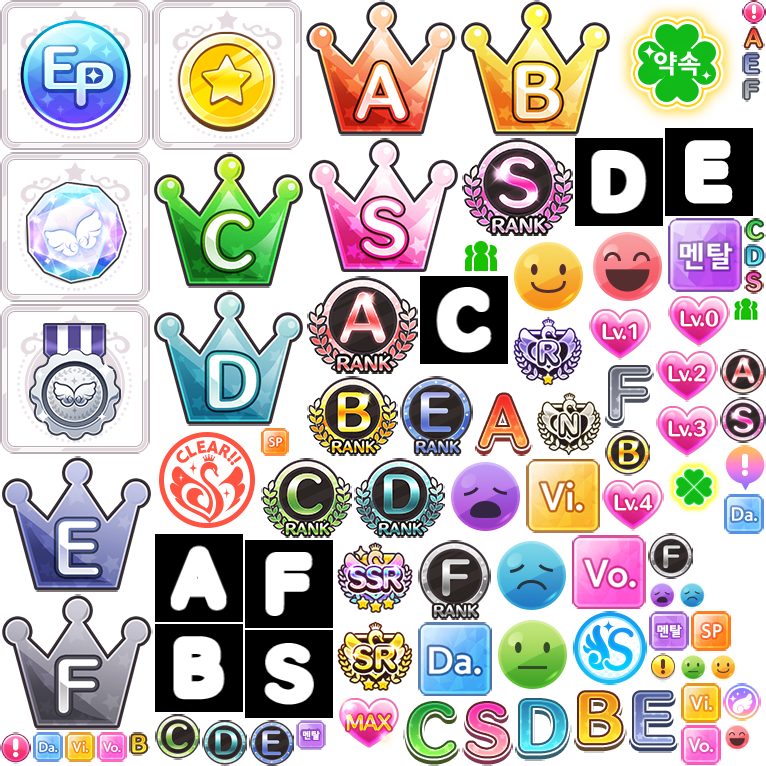 Ep
A
B
약속
!
A
E
F
C
S
S
RANK
D
E
멘탈
C
D
S
D
A
RANK
C
R
Lv.1
Lv.0
F
Lv.2
A
B
RANK
E
RANK
A
N
B
Lv.3
S
CLEAR!!
SP
E
C
RANK
D
RANK
Vi.
Lv.4
!
Da.
A
F
SSR
F
RANK
Vo.
F
F
B
S
SR
Da.
S
멘탈
SP
!
MAX
C
S
D
B
E
Vi.
Vo.
!
Da.
Vi.
Vo.
B
C
D
E
멘탈